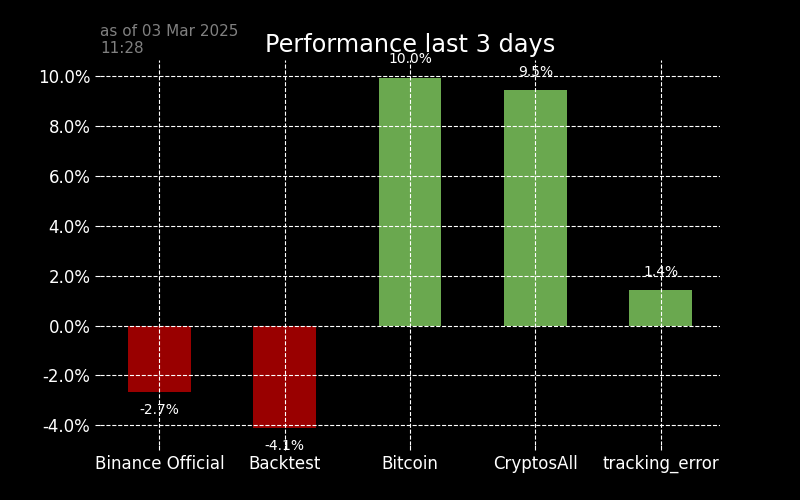 as of 03 Mar 2025
11:28
Performance last 3 days
10.0%
8.0%
6.0%
4.0%
2.0%
0.0%
-2.0%
-4.0%
-2.7%
-4.1%
10.0%
9.5%
1.4%
Binance Official
Backtest
Bitcoin
CryptosAll
tracking_error